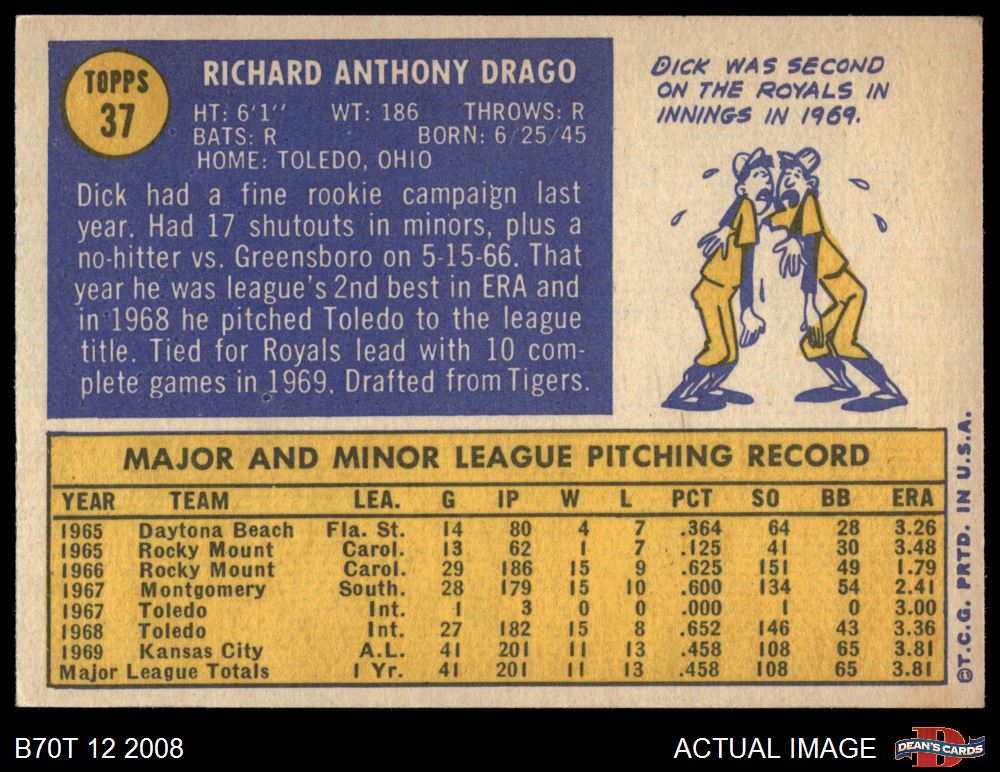 TOPPS
37
RICHARD ANTHONY DRAGO
HT: 6'1'' WT: 186 THROWS: R
BATS: R BORN: 6/25/45
HOME: TOLEDO, OHIO
Dick had a fine rookie campaign last
year. Had 17 shutouts in minors, plus a
no-hitter vs. Greensboro on 5-15-66. That
year he was league's 2nd best in ERA and
in 1968 he pitched Toledo to the league
title. Tied for Royals lead with 10 com-
plete games in 1969. Drafted from Tigers.
DICK WAS SECOND
ON THE ROYALS IN
INNINGS IN 1969.
MAJOR AND MINOR LEAGUE PITCHING RECORD
YEAR TEAM LEA. G IP W L PCT SO BB ERA
1965 Daytona Beach Fla. St. 14 80 4 7 .364 64 28 3.26
1965 Rocky Mount Carol. 13 62 1 7 .125 41 30 3.48
1966 Rocky Mount Carol. 29 186 15 9 .625 151 49 1.79
1967 Montgomery South. 28 179 15 10 .600 134 54 2.41
1967 Toledo Int. 1 3 0 0 .000 1 0 3.00
1968 Toledo Int. 27 182 15 8 .652 146 43 3.36
1969 Kansas City A.L. 41 201 11 13 .458 108 65 3.81
Major League Totals 1 Yr. 41 201 11 13 .458 108 65 3.81
©T.C.G. PRTD. IN U.S.A.
B70T 12 2008
ACTUAL IMAGE
D
DEAN'S CARDS